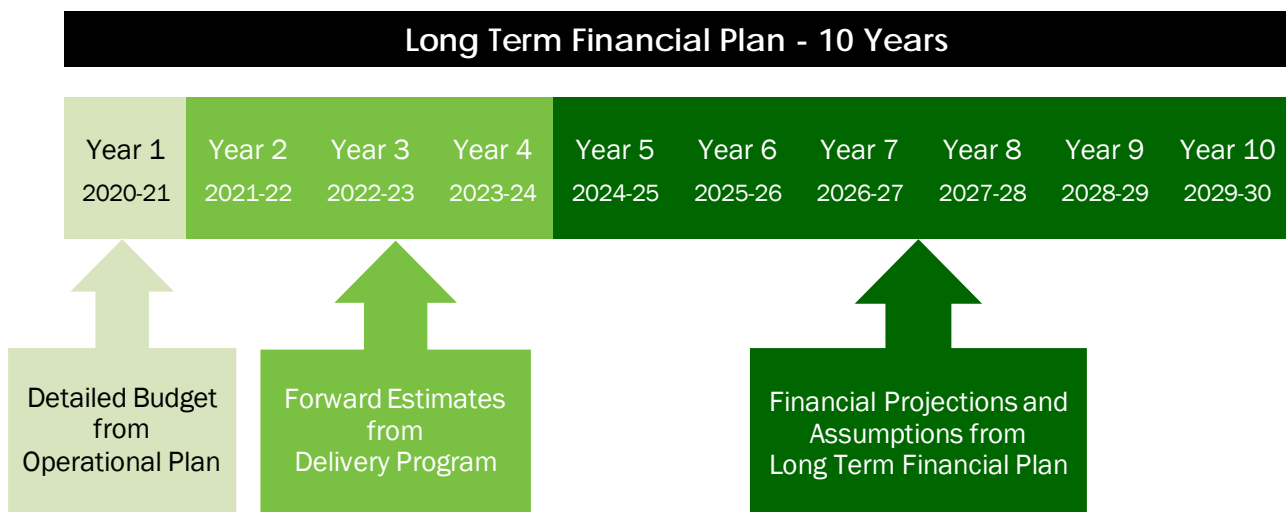 Long Term Financial Plan - 10 Years
Year 1 Year 2 Year 3 Year 4 Year 5 Year 6 Year 7 Year 8 Year 9 Year 10
2020-21 2021-22 2022-23 2023-24 2024-25 2025-26 2026-27 2027-28 2028-29 2029-30
Detailed Budget
from
Operational Plan
Forward Estimates
from
Delivery Program
Financial Projections and
Assumptions from
Long Term Financial Plan